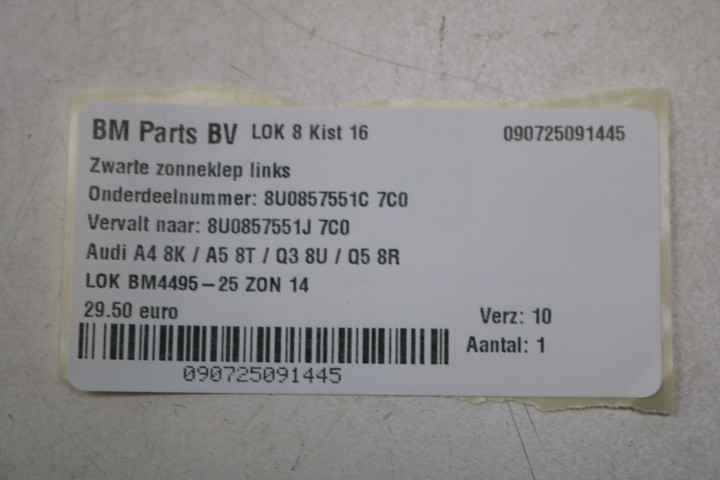 BM Parts BV LOK 8 Kist 16 090725091445
Zwarte zonneklep links
Onderdeelnummer: 8U0857551C 7C0
Vervalt naar: 8U0857551J 7C0
Audi A4 8K / A5 8T / Q3 8U / Q5 8R
LOK BM4495-25 ZON 14
29.50 euro Verz: 10
Aantal: 1
090725091445